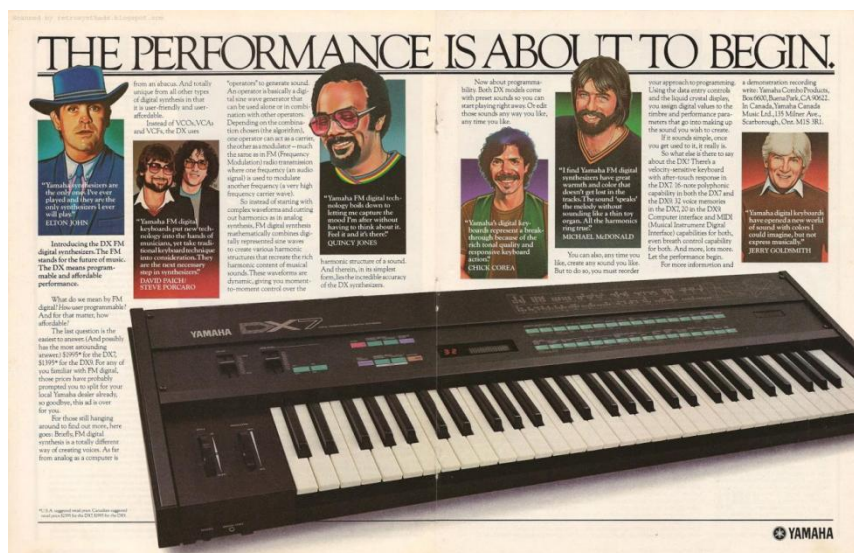 Scanned by retrosynthads.blogspot.com
THE PERFORMANCE IS ABOUT TO BEGIN.
"Yamaha synthesizers are
the only ones I've ever
played and they are the
only synthesizers I ever
will play."
ELTON JOHN
Introducing the DX FM
digital synthesizers. The FM
stands for the future of music.
The DX means program-
mable and affordable
performance.
What do we mean by FM
digital? How user programmable?
And for that matter, how
affordable?
The last question is the
easiest to answer. (And possibly
has the most astounding
answer.) $1995* for the DX7,
$1395* for the DX9. For any of
you familiar with FM digital,
those prices have probably
prompted you to split for your
local Yamaha dealer already,
so goodbye, this ad is over
for you.
For those still hanging
around to find out more, here
goes: Briefly, FM digital
synthesis is a totally different
way of creating voices. As far
from analog as a computer is
from an abacus. And totally
unique from all other types
of digital synthesis in that
it is user-friendly and user-
affordable.
Instead of VCOs, VCAs
and VCFs, the DX uses
"Yamaha FM digital
keyboards put new tech-
nology into the hands of
musicians, yet take tradi-
tional keyboard technique
into consideration. They
are the next necessary
step in synthesizers."
DAVID PAICH/
STEVE PORCARO
"operators" to generate sound.
An operator is basically a digi-
tal sine wave generator that
can be used alone or in combi-
nation with other operators.
Depending on the combina-
tion chosen (the algorithm),
one operator can act as a carrier,
the other as a modulator – much
the same as in FM (Frequency
Modulation) radio transmission
where one frequency (an audio
signal) is used to modulate
another frequency (a very high
frequency carrier wave).
So instead of starting with
complex waveforms and cutting
our harmonics as in analog
synthesis, FM digital synthesis
mathematically combines digi-
tally represented sine waves
to create various harmonic
structures that recreate the rich
harmonic content of musical
sounds. These waveforms are
dynamic, giving you moment-
to-moment control over the
"Yamaha FM digital tech-
nology boils down to
letting me capture the
sound I'm after without
having to think about it.
Feel it and it's there."
QUINCY JONES
harmonic structure of a sound.
And therein, in its simplest
form, lies the incredible accuracy
of the DX synthesizers.
Now about programma-
bility. Both DX models come
with preset sounds so you can
start playing right away. Or edit
those sounds any way you like,
any time you like.
"Yamaha's digital key-
boards represent a break-
through because of the
rich tonal quality and
responsive keyboard
action."
CHICK COREA
"I find Yamaha FM digital
synthesizers have great
warmth and color that
doesn't get lost in the
tracks. The sound 'speaks'
the melody without
sounding like a thin toy
organ. All the harmonics
ring true."
MICHAEL McDONALD
You can also, any time you
like, create any sound you like.
But to do so, you must reorder
your approach to programming.
Using the data entry controls
and the liquid crystal display,
you assign digital values to the
timbre and performance para-
meters that go into making up
the sound you wish to create.
If it sounds simple, once
you get used to it, it really is.
So what else is there to say
about the DX? There's a
velocity-sensitive keyboard
with after-touch response in
the DX7. 16-note polyphonic
capability in both the DX7 and
the DX9. 32 voice memories
in the DX7, 20 in the DX9.
Computer interface and MIDI
(Musical Instrument Digital
Interface) capabilities for both,
even breath control capability
for both. And more, lots more.
Let the performance begin.
For more information and
a demonstration recording
write: Yamaha Combo Products,
Box 6600, Buena Park, CA 90622.
In Canada, Yamaha Canada
Music Ltd., 135 Milner Ave.,
Scarborough, Ont. M1S 3R1.
"Yamaha digital keyboards
have opened a new world
of sound with colors I
could imagine, but not
express musically."
JERRY GOLDSMITH
YAMAHA DX7
32
*U.S.A. suggested retail price. Canadian suggested
YAMAHA